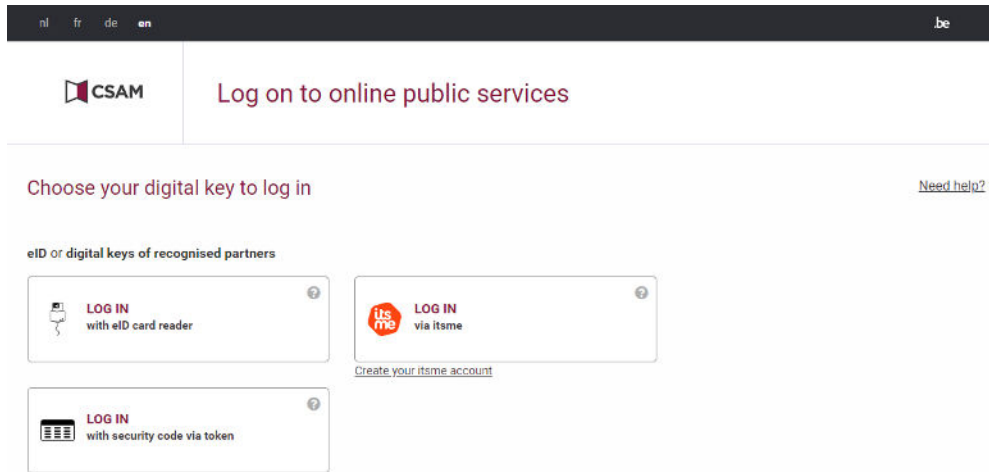 nl fr de en .be
CSAM
Log on to online public services
Choose your digital key to log in
Need help?
eID or digital keys of recognised partners
LOG IN
with eID card reader
?
its me
LOG IN
via itsme
?
Create your itsme account
LOG IN
with security code via token
?